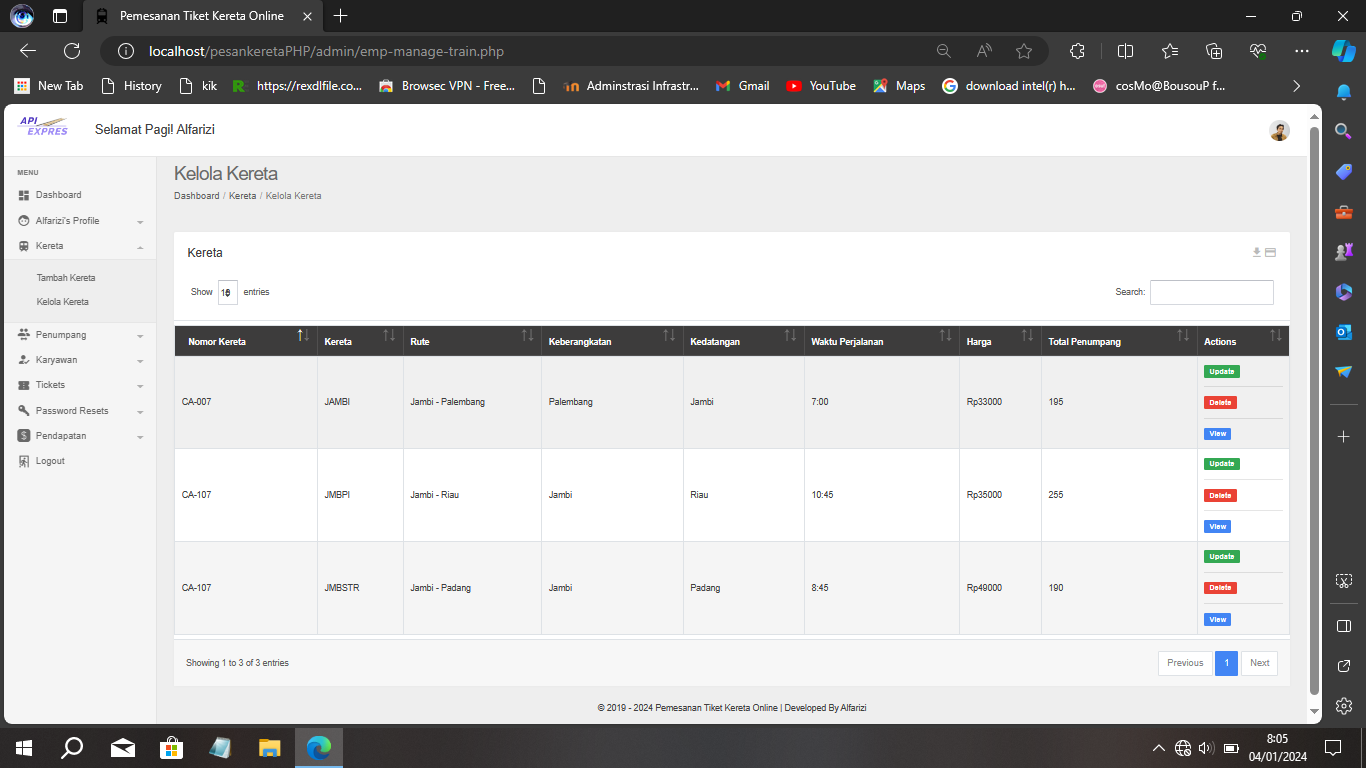 Pemesanan Tiket Kereta Online
localhost/pesankeretaPHP/admin/emp-manage-train.php
New Tab History kik https://rexdlfile.co... Browsec VPN - Free... Adminstrasi Infrastr... Gmail YouTube Maps download intel(r) h... cosMo@BousouP f...
API EXPRES
Selamat Pagi! Alfarizi
MENU
Dashboard
Alfarizi's Profile
Kereta
Tambah Kereta
Kelola Kereta
Penumpang
Karyawan
Tickets
Password Resets
Pendapatan
Logout
Kelola Kereta
Dashboard / Kereta / Kelola Kereta
Kereta
Show entries Search:
Nomor Kereta Kereta Rute Keberangkatan Kedatangan Waktu Perjalanan Harga Total Penumpang Actions
CA-007 JAMBI Jambi - Palembang Palembang Jambi 7:00 Rp33000 195 Update Delete View
CA-107 JMBPI Jambi - Riau Jambi Riau 10:45 Rp35000 255 Update Delete View
CA-107 JMBSTR Jambi - Padang Jambi Padang 8:45 Rp49000 190 Update Delete View
Showing 1 to 3 of 3 entries Previous 1 Next
© 2019 - 2024 Pemesanan Tiket Kereta Online | Developed By Alfarizi
8:05
04/01/2024